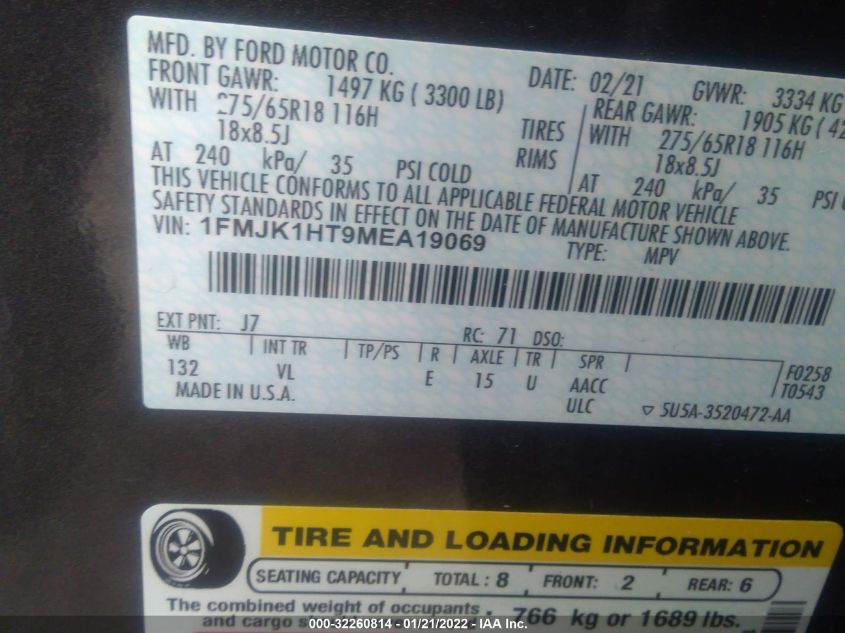 MFD. BY FORD MOTOR CO.
DATE: 02/21 GVWR: 3334 KG
FRONT GAWR: 1497 KG ( 3300 LB)
REAR GAWR: 1905 KG ( 42
WITH 275/65R18 116H TIRES
WITH 275/65R18 116H
18x8.5J RIMS
18x8.5J
AT 240 kPa/ 35 PSI COLD
AT 240 kPa/ 35 PSI
THIS VEHICLE CONFORMS TO ALL APPLICABLE FEDERAL MOTOR VEHICLE
SAFETY STANDARDS IN EFFECT ON THE DATE OF MANUFACTURE SHOWN ABOVE.
VIN: 1FMJK1HT9MEA19069
TYPE: MPV
EXT PNT: J7 RC: 71 DSO:
WB INT TR TP/PS R AXLE TR SPR
132 VL E 15 U AACC
F0258
T0543
MADE IN U.S.A. ULC
5U5A-3520472-AA
TIRE AND LOADING INFORMATION
SEATING CAPACITY TOTAL : 8 FRONT: 2 REAR: 6
The combined weight of occupants
and cargo
766 kg or 1689 lbs.
000-32260814 - 01/21/2022 - IAA Inc.